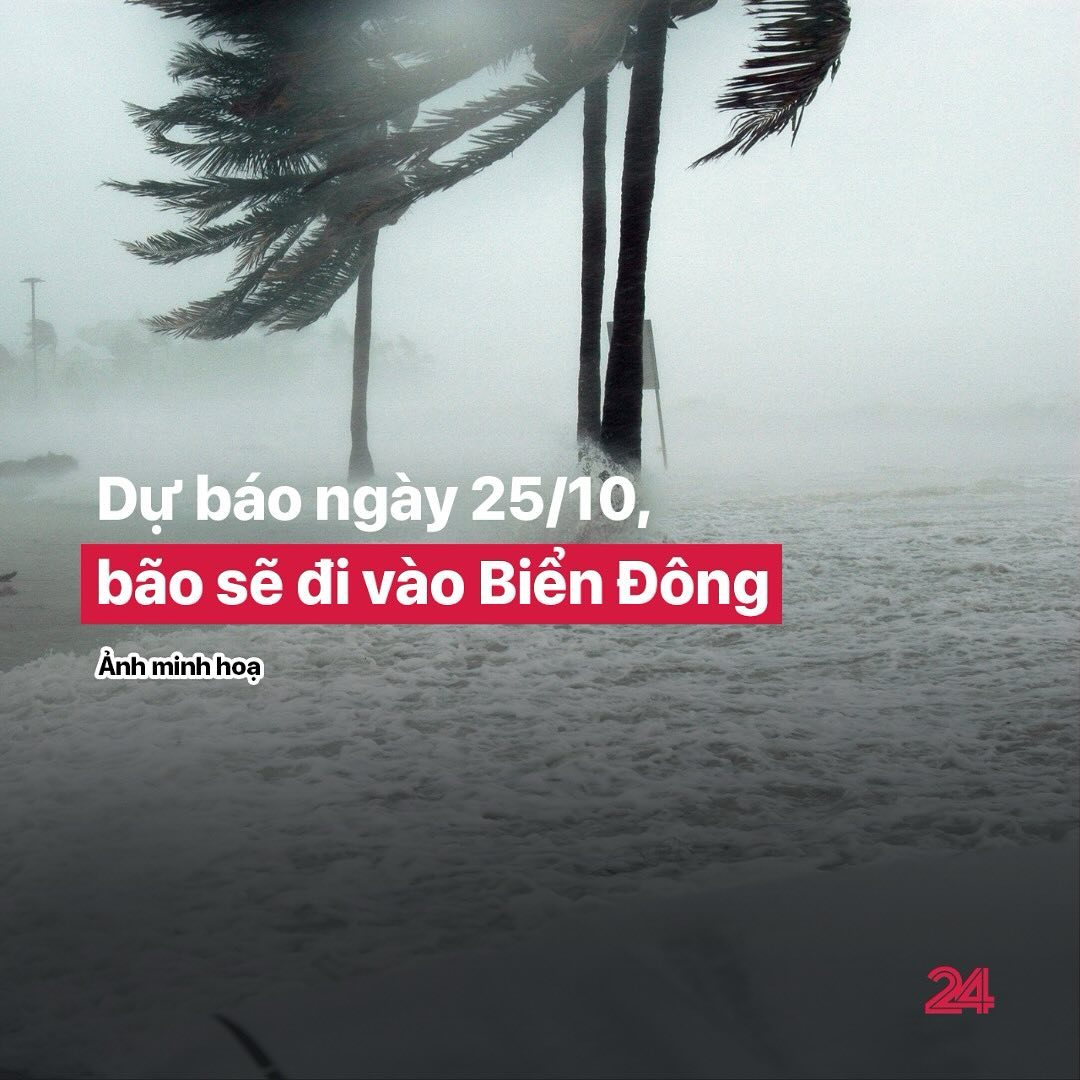 Dự báo ngày 25/10,
bão sẽ đi vào Biển Đông
Ảnh minh hoạ
24